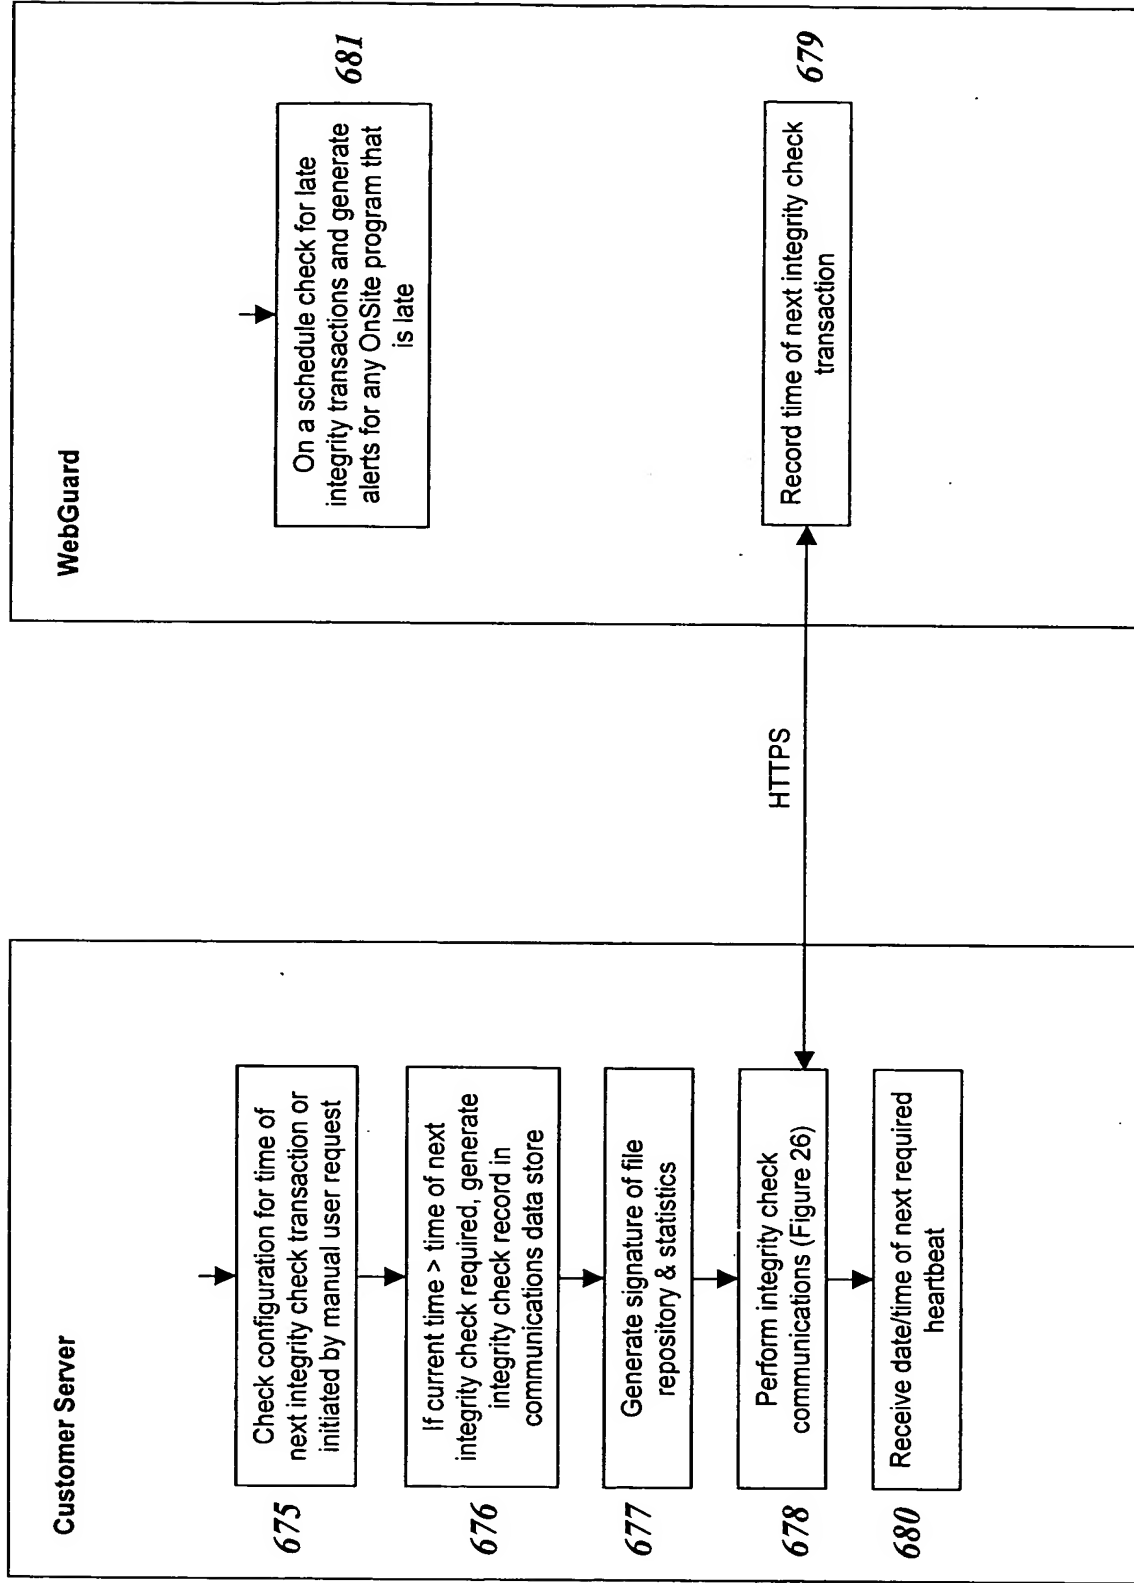 Customer Server
675
Check configuration for time of
next integrity check transaction or
initiated by manual user request
676
If current time > time of next
integrity check required, generate
integrity check record in
communications data store
677
Generate signature of file
repository & statistics
678
Perform integrity check
communications (Figure 26)
680
Receive date/time of next required
heartbeat
HTTPS
WebGuard
On a schedule check for late
integrity transactions and generate
alerts for any OnSite program that
is late
681
Record time of next integrity check
transaction
679